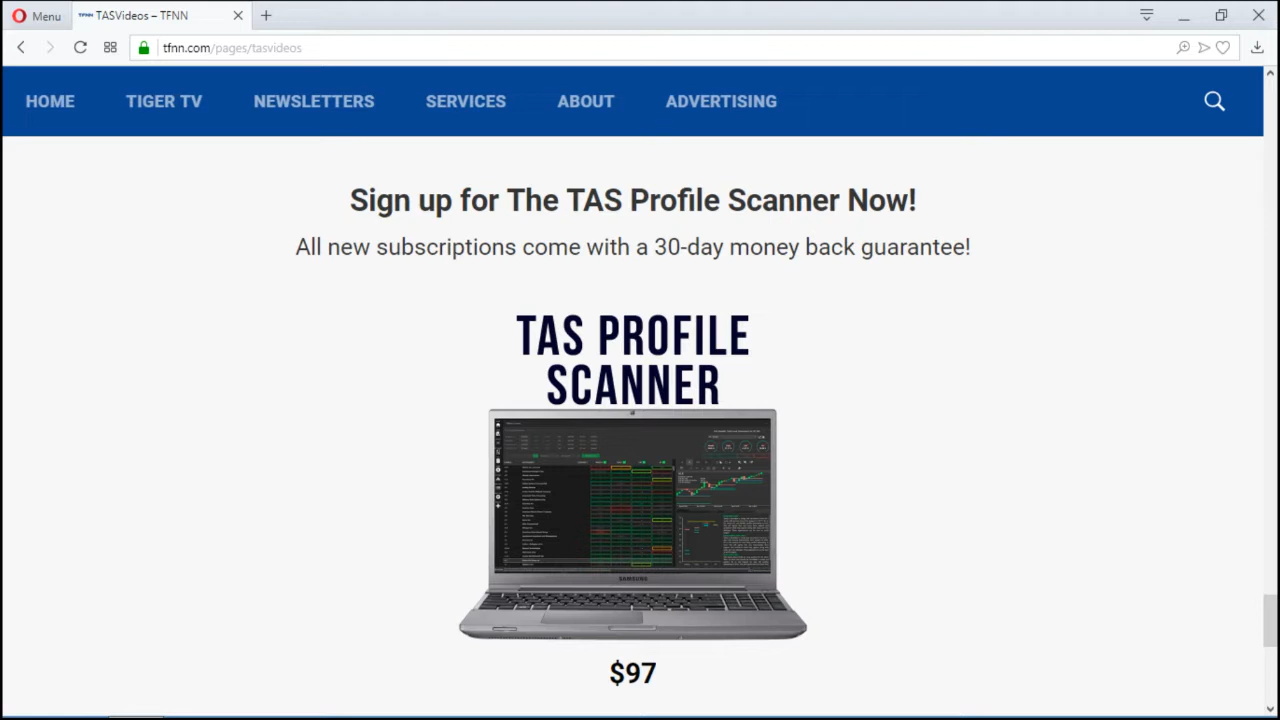 Menu
TFNN TASVideos – TFNN
tfnn.com/pages/tasvideos
HOME TIGER TV NEWSLETTERS SERVICES ABOUT ADVERTISING
Sign up for The TAS Profile Scanner Now!
All new subscriptions come with a 30-day money back guarantee!
TAS PROFILE
SCANNER
SAMSUNG
$97